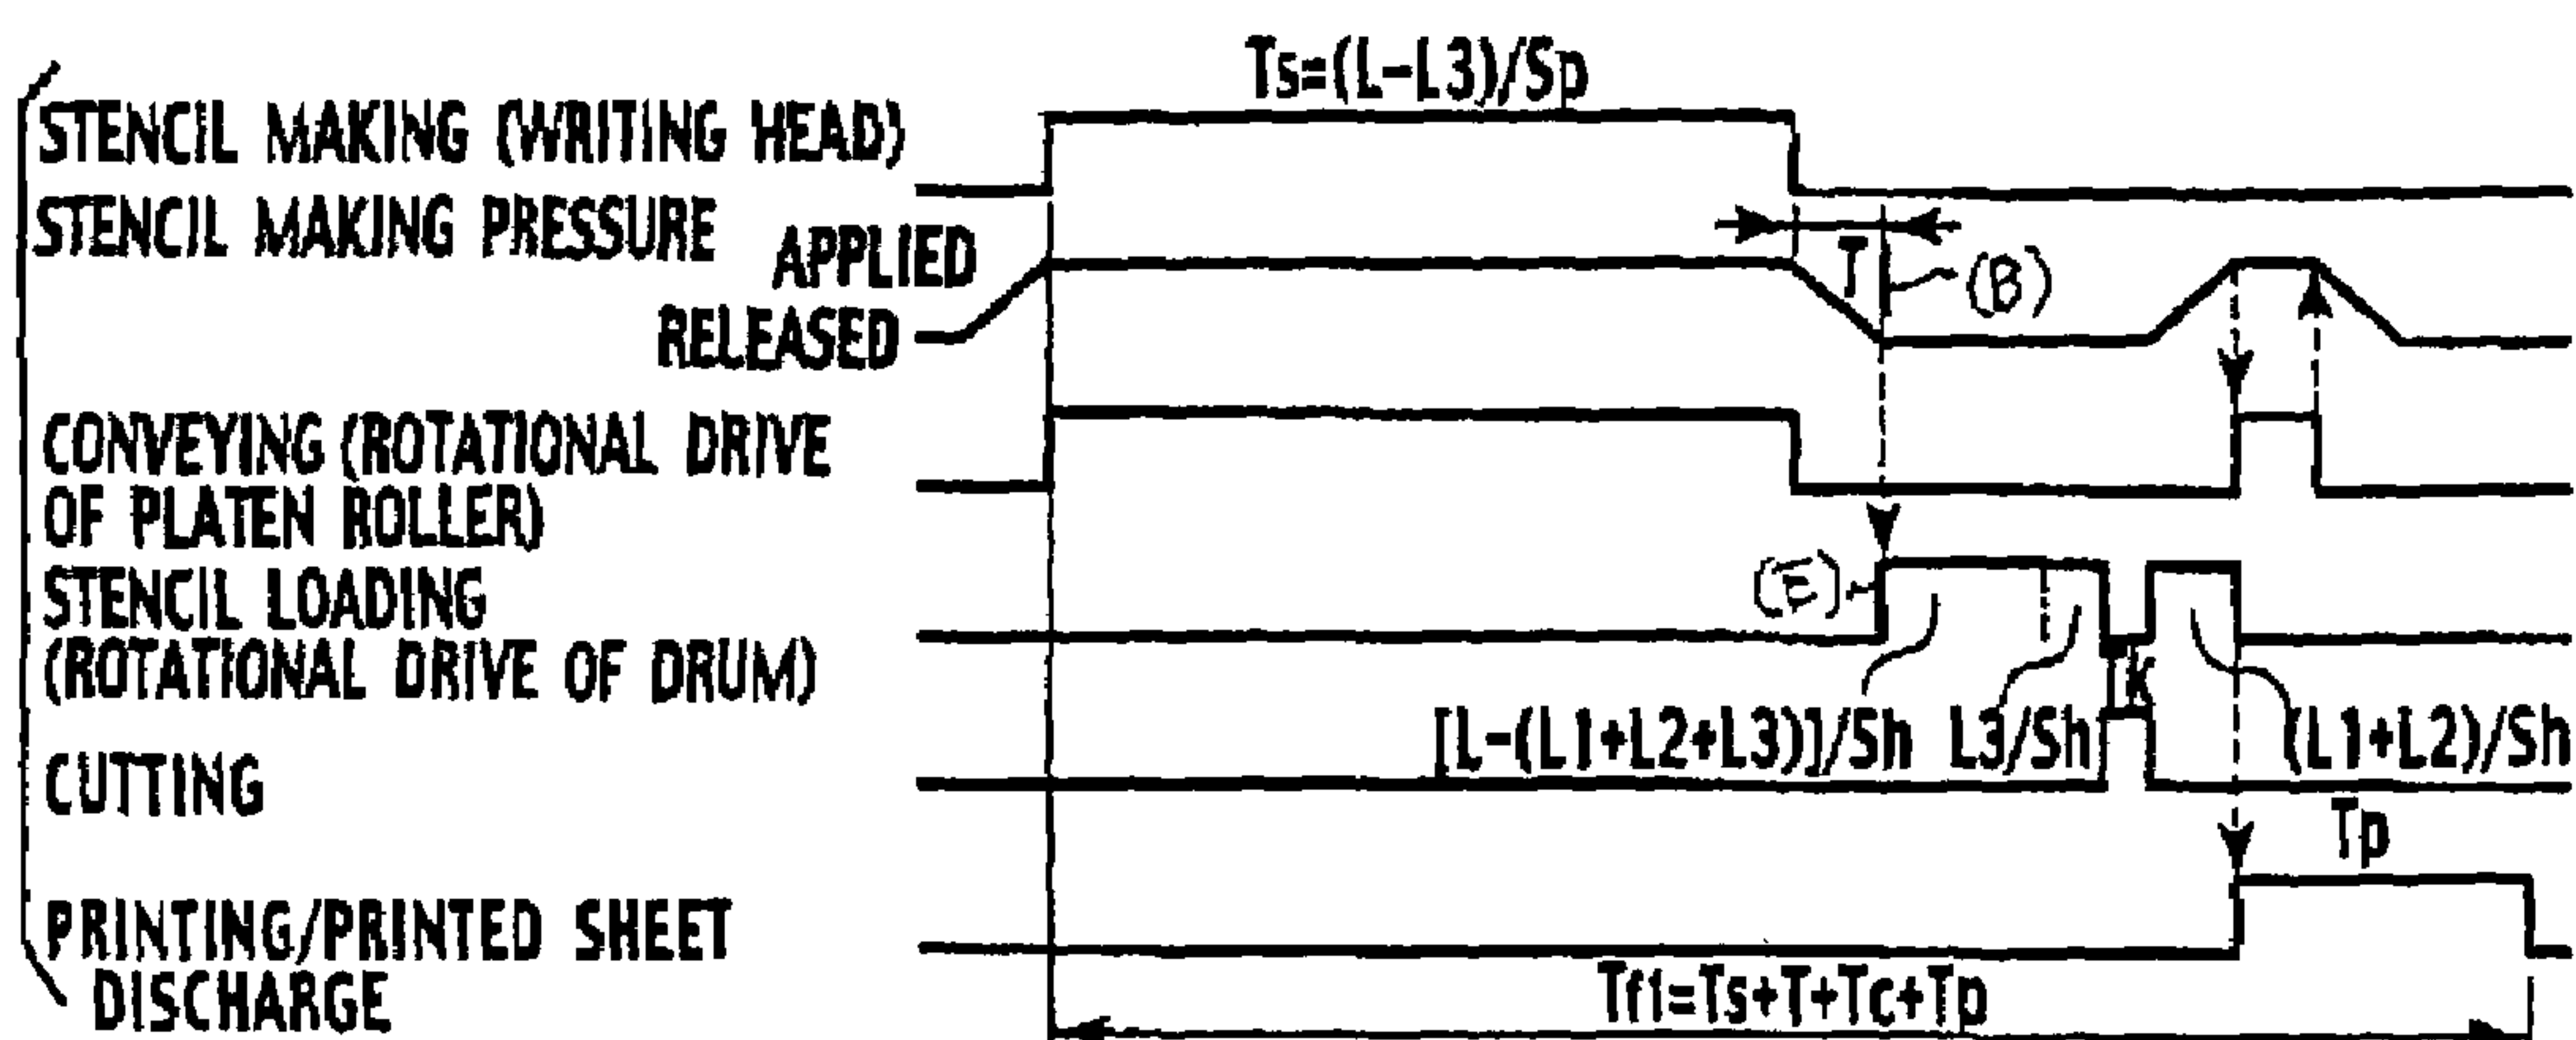 Ts=(L-L3)/Sp
STENCIL MAKING (WRITING HEAD)
STENCIL MAKING PRESSURE
APPLIED
T
(B)
RELEASED
CONVEYING (ROTATIONAL DRIVE
OF PLATEN ROLLER)
(E)
STENCIL LOADING
(ROTATIONAL DRIVE OF DRUM)
K
[L-(L1+L2+L3)]/Sh L3/Sh (L1+L2)/Sh
CUTTING
Tp
PRINTING/PRINTED SHEET
DISCHARGE
Tf1=Ts+T+Tc+Tp